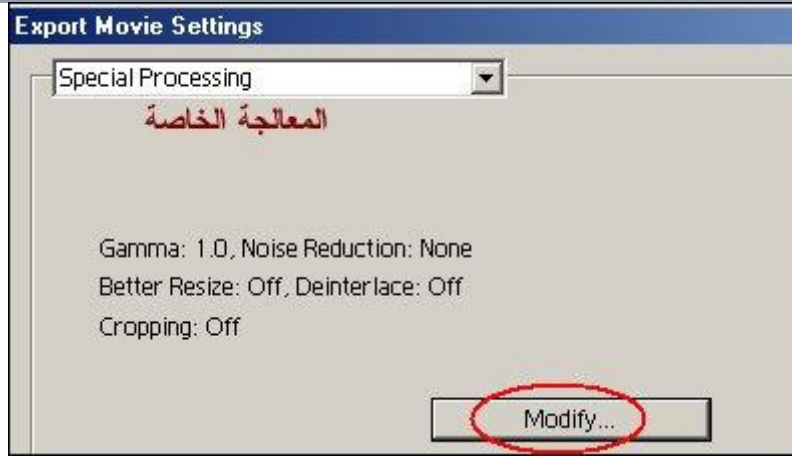 Export Movie Settings
Special Processing
المعالجة الخاصة
Gamma: 1.0, Noise Reduction: None
Better Resize: Off, Deinterlace: Off
Cropping: Off
Modify...